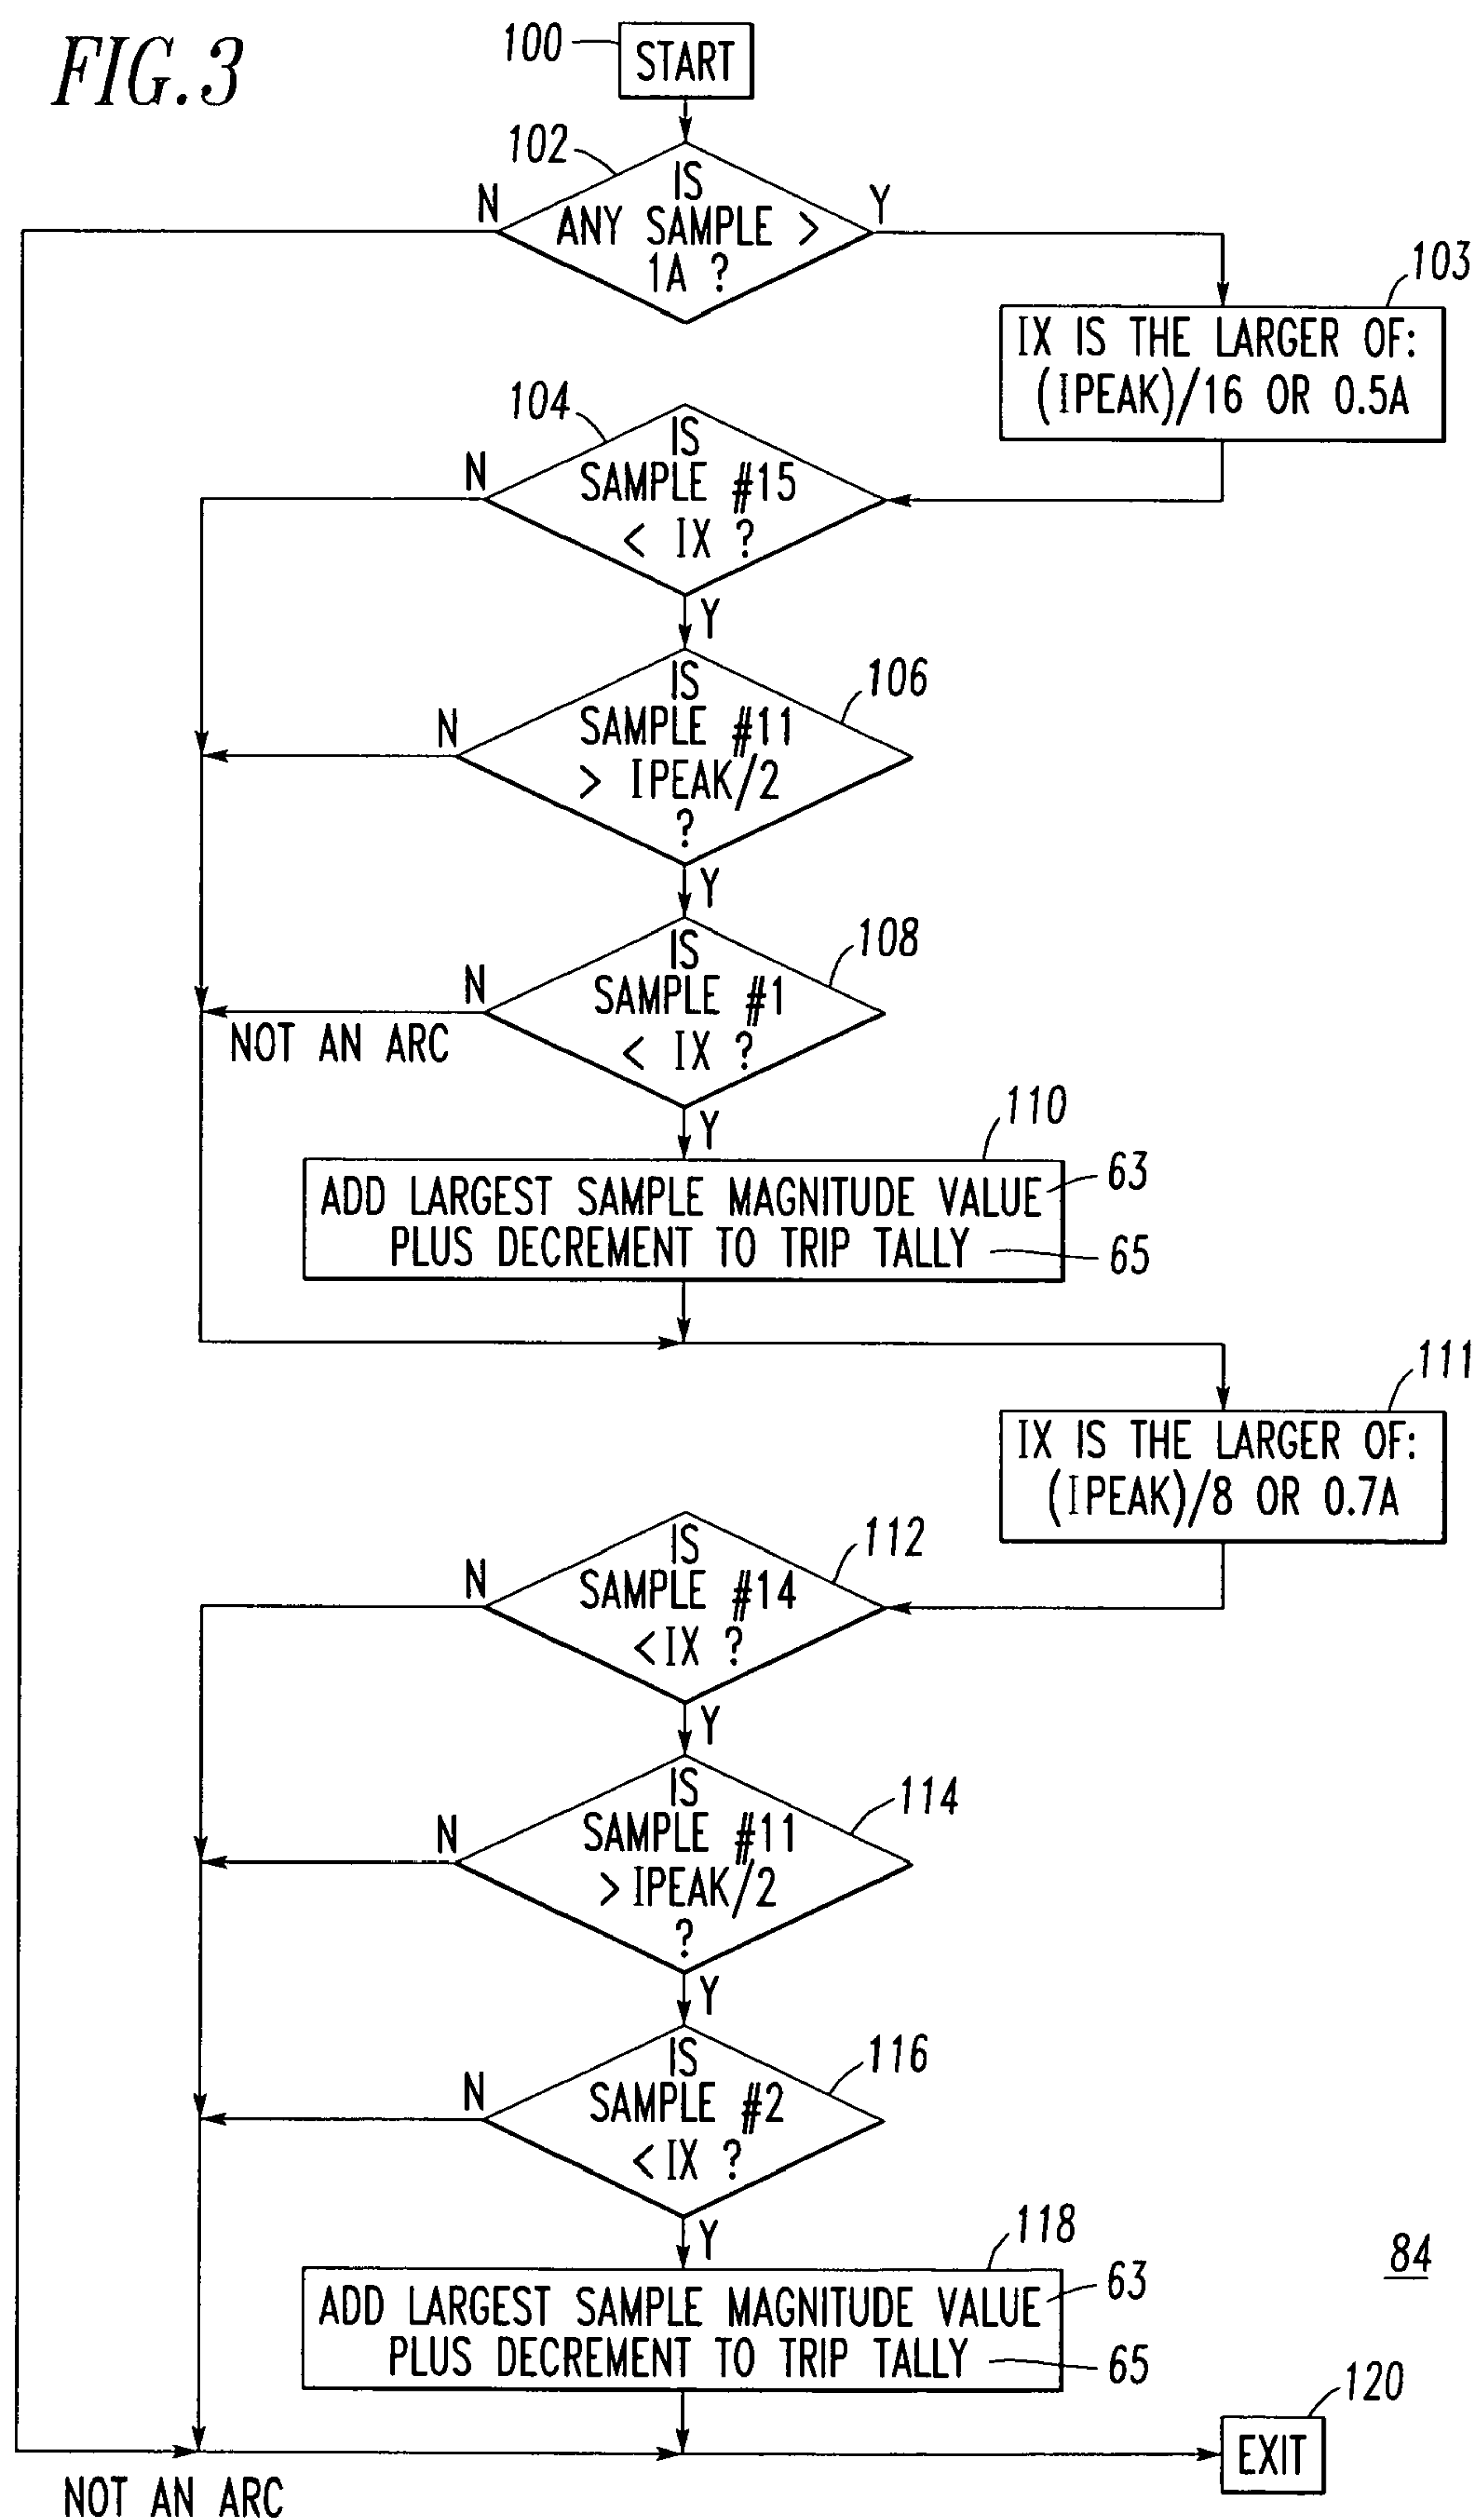 FIG.3
100
START
102
IS
ANY SAMPLE >
1A ?
N
Y
103
IX IS THE LARGER OF:
(IPEAK)/16 OR 0.5A
104
IS
SAMPLE #15
< IX ?
N
Y
106
IS
SAMPLE #11
> IPEAK/2
?
N
Y
108
IS
SAMPLE #1
< IX ?
N
NOT AN ARC
Y
110
ADD LARGEST SAMPLE MAGNITUDE VALUE 63
PLUS DECREMENT TO TRIP TALLY 65
111
IX IS THE LARGER OF:
(IPEAK)/8 OR 0.7A
112
IS
SAMPLE #14
<IX ?
N
Y
114
IS
SAMPLE #11
>IPEAK/2
?
N
Y
116
IS
SAMPLE #2
<IX ?
N
Y
118
ADD LARGEST SAMPLE MAGNITUDE VALUE 63
PLUS DECREMENT TO TRIP TALLY 65
84
120
EXIT
NOT AN ARC